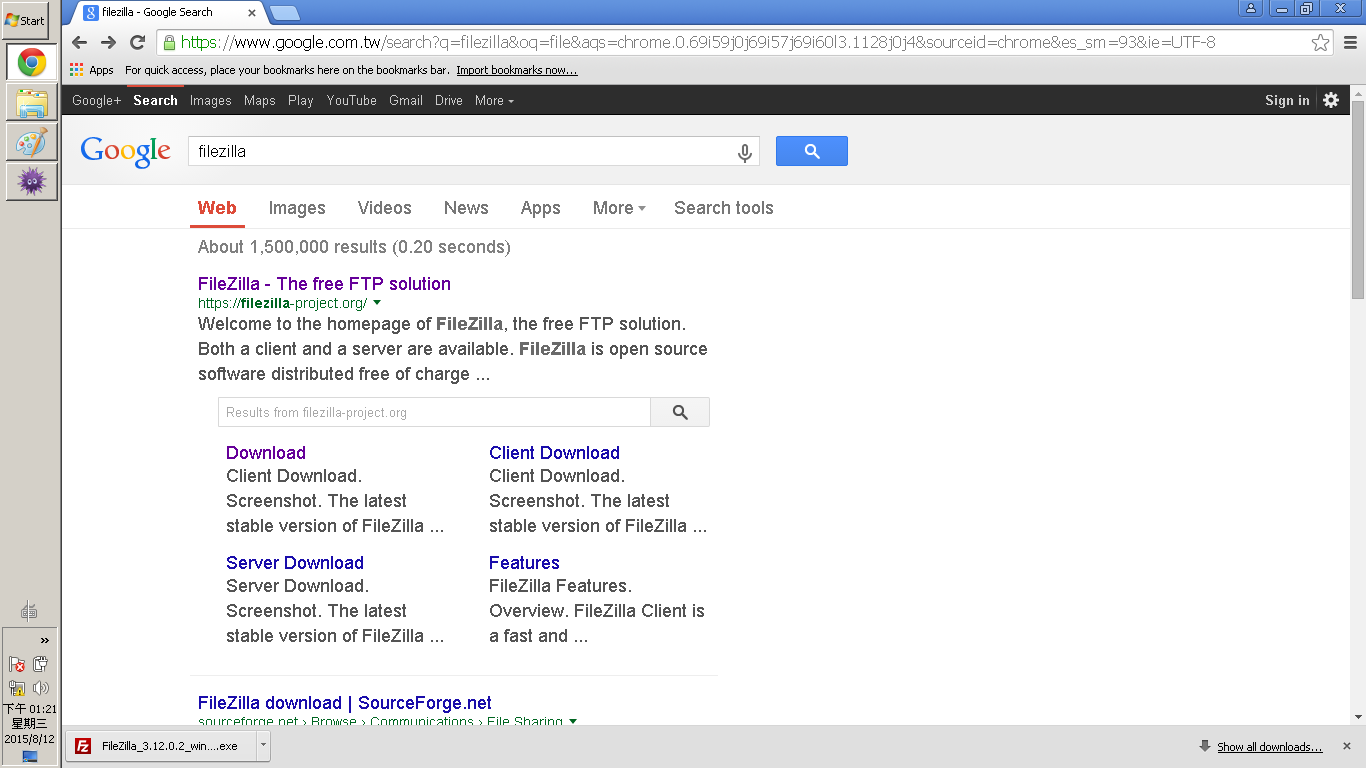 Start
filezilla - Google Search
https://www.google.com.tw/search?q=filezilla&oq=file&aqs=chrome.0.69i59j0j69i57j69i60l3.1128j0j4&sourceid=chrome&es_sm=93&ie=UTF-8
Apps For quick access, place your bookmarks here on the bookmarks bar. Import bookmarks now...
Google+ Search Images Maps Play YouTube Gmail Drive More Sign in
Google
filezilla
Web Images Videos News Apps More Search tools
About 1,500,000 results (0.20 seconds)
FileZilla - The free FTP solution
https://filezilla-project.org/
Welcome to the homepage of FileZilla, the free FTP solution.
Both a client and a server are available. FileZilla is open source
software distributed free of charge ...
Results from filezilla-project.org
Download
Client Download.
Screenshot. The latest
stable version of FileZilla ...
Client Download
Client Download.
Screenshot. The latest
stable version of FileZilla ...
Server Download
Server Download.
Screenshot. The latest
stable version of FileZilla ...
Features
FileZilla Features.
Overview. FileZilla Client is
a fast and ...
FileZilla download | SourceForge.net
sourceforge.net › Browse › Communications › File Sharing
下午 01:21
星期三
2015/8/12
FileZilla_3.12.0.2_win....exe
Show all downloads...